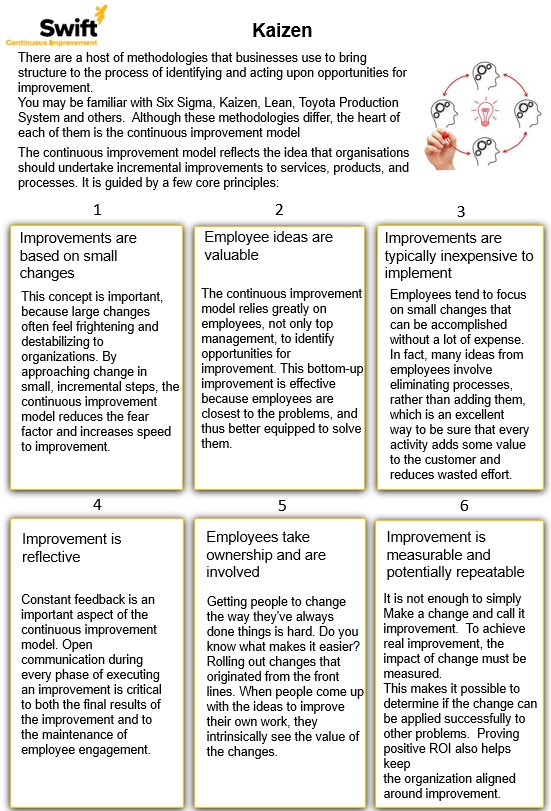 Swift
Continuous Improvement
Kaizen
There are a host of methodologies that businesses use to bring
structure to the process of identifying and acting upon opportunities for
improvement.
You may be familiar with Six Sigma, Kaizen, Lean, Toyota Production
System and others.  Although these methodologies differ, the heart of
each of them is the continuous improvement model
The continuous improvement model reflects the idea that organisations
should undertake incremental improvements to services, products, and
processes. It is guided by a few core principles:
1
Improvements are
based on small
changes
This concept is important,
because large changes
often feel frightening and
destabilizing to
organizations. By
approaching change in
small, incremental steps, the
continuous improvement
model reduces the fear
factor and increases speed
to improvement.
2
Employee ideas are
valuable
The continuous improvement
model relies greatly on
employees, not only top
management, to identify
opportunities for
improvement. This bottom-up
improvement is effective
because employees are
closest to the problems, and
thus better equipped to solve
them.
3
Improvements are
typically inexpensive to
implement
Employees tend to focus
on small changes that
can be accomplished
without a lot of expense.
In fact, many ideas from
employees involve
eliminating processes,
rather than adding them,
which is an excellent
way to be sure that every
activity adds some value
to the customer and
reduces wasted effort.
4
Improvement is
reflective
Constant feedback is an
important aspect of the
continuous improvement
model. Open
communication during
every phase of executing
an improvement is critical
to both the final results of
the improvement and to
the maintenance of
employee engagement.
5
Employees take
ownership and are
involved
Getting people to change
the way they've always
done things is hard. Do you
know what makes it easier?
Rolling out changes that
originated from the front
lines. When people come up
with the ideas to improve
their own work, they
intrinsically see the value of
the changes.
6
Improvement is
measurable and
potentially repeatable
It is not enough to simply
Make a change and call it
improvement.  To achieve
real improvement, the
impact of change must be
measured.
This makes it possible to
determine if the change can
be applied successfully to
other problems.  Proving
positive ROI also helps
keep
the organization aligned
around improvement.